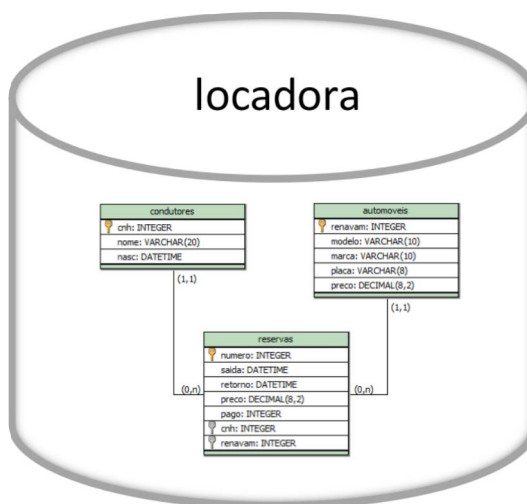 locadora
condutores
cnh: INTEGER
nome: VARCHAR(20)
nasc: DATETIME
(1,1)
automoveis
renavam: INTEGER
modelo: VARCHAR(10)
marca: VARCHAR(10)
placa: VARCHAR(8)
preco: DECIMAL(8,2)
(1,1)
reservas
numero: INTEGER
saida: DATETIME
retorno: DATETIME
preco: DECIMAL(8,2)
pago: INTEGER
cnh: INTEGER
renavam: INTEGER
(0,n)
(0,n)